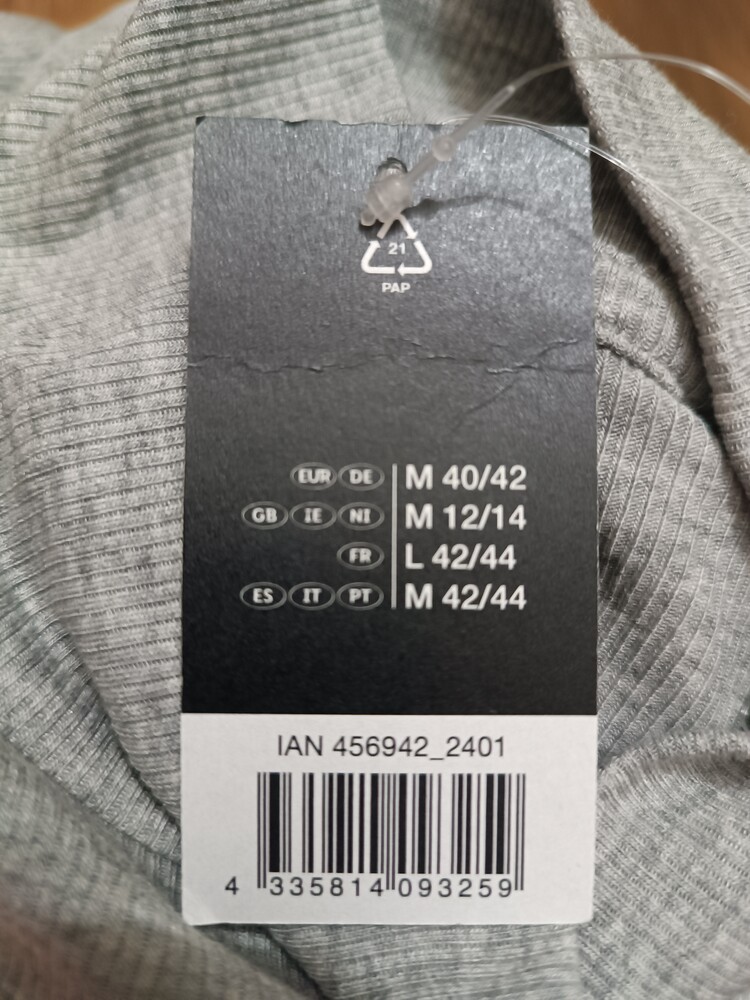 21
PAP
EUR DE M 40/42
GB IE NI M 12/14
FR L 42/44
ES IT PT M 42/44
IAN 456942_2401
4 335814 093259